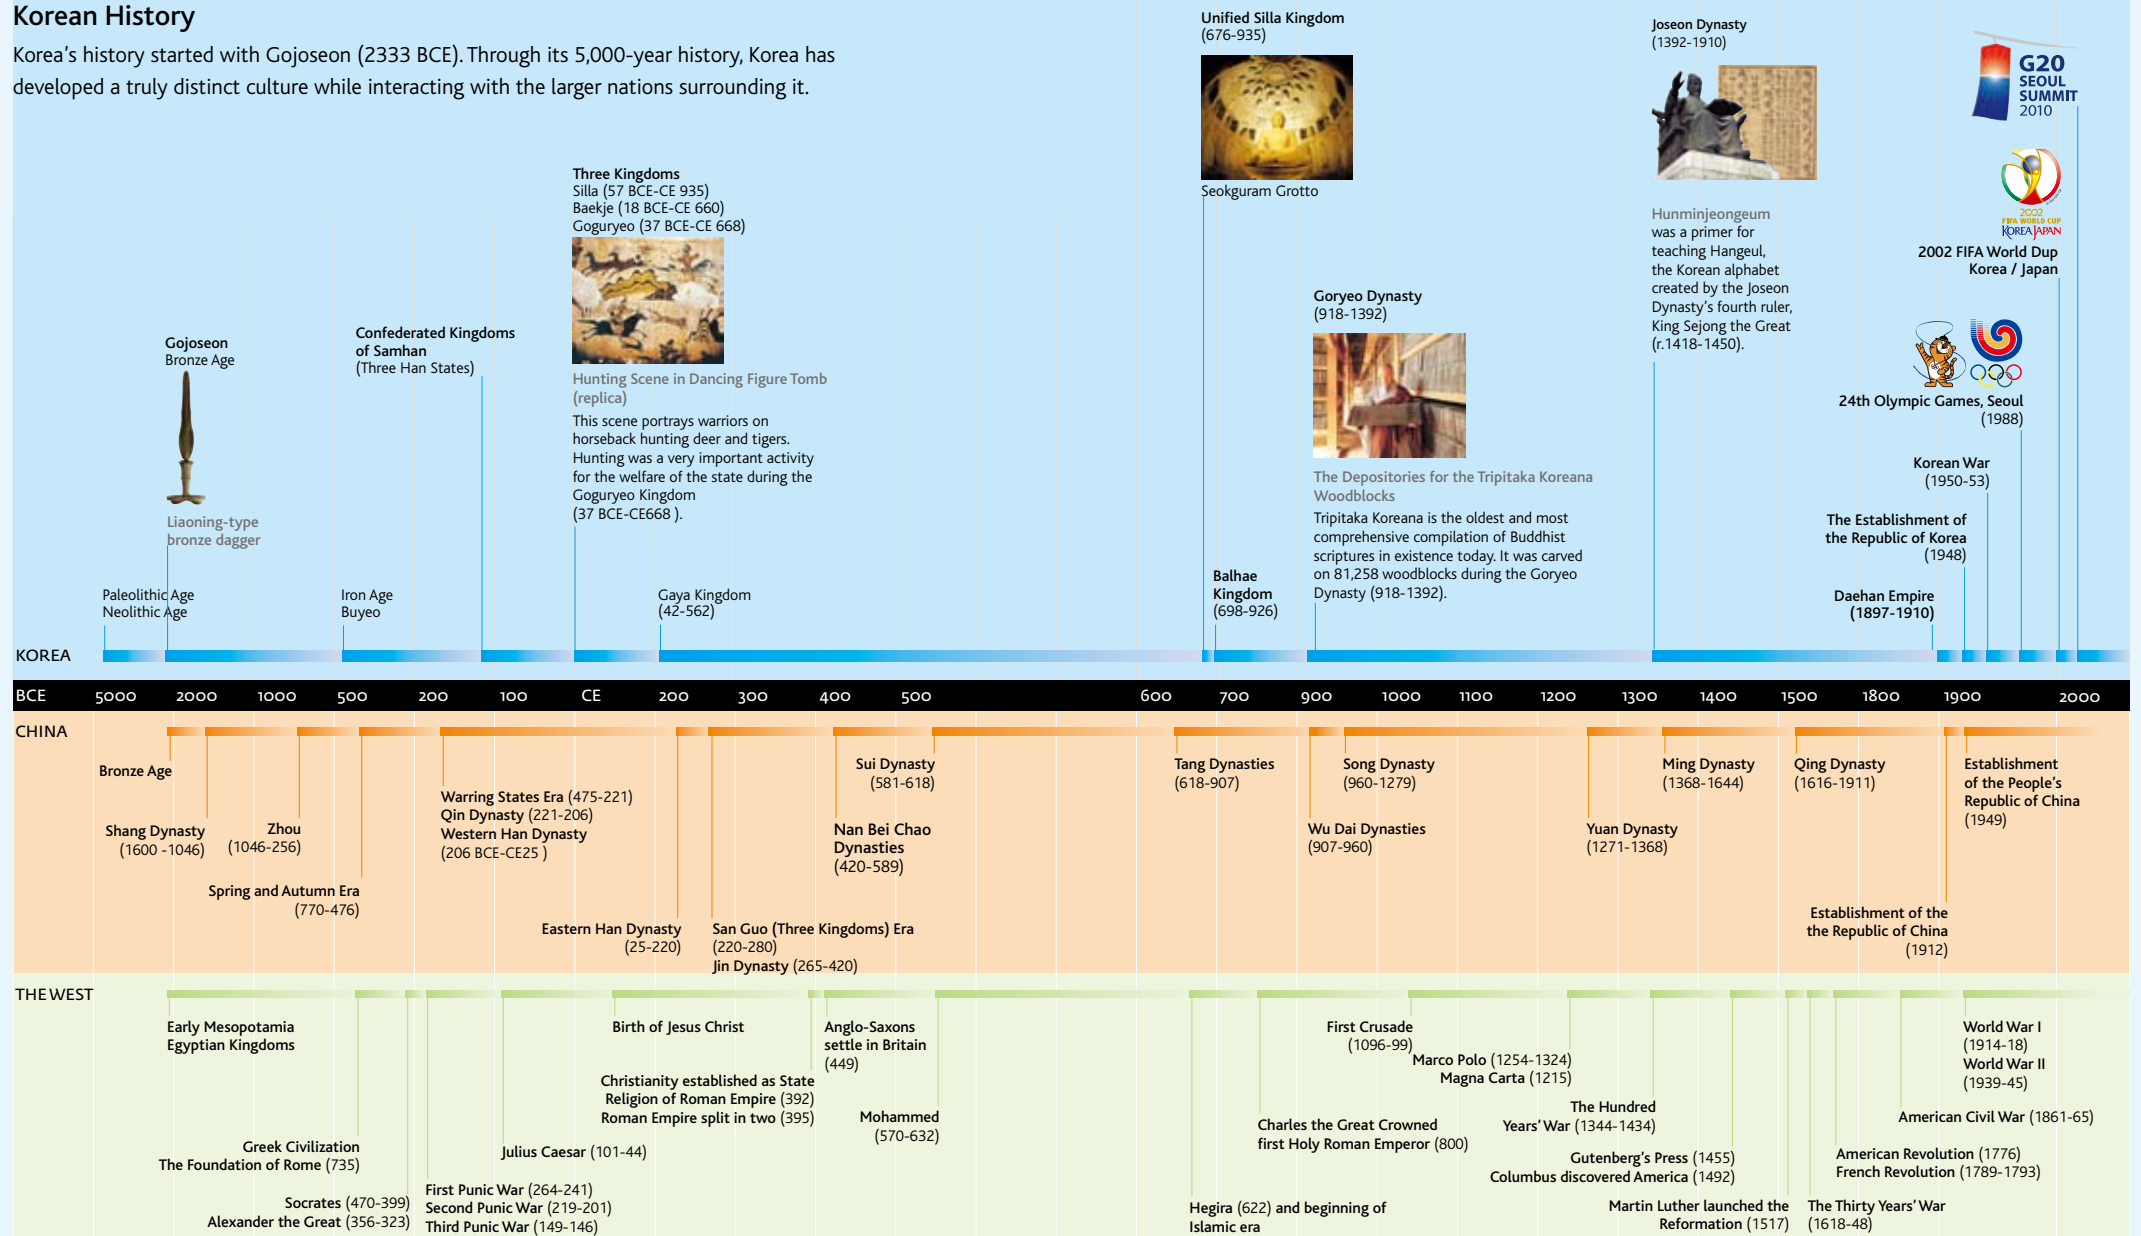 Korean History
Korea's history started with Gojoseon (2333 BCE). Through its 5,000-year history, Korea has
developed a truly distinct culture while interacting with the larger nations surrounding it.
Gojoseon
Bronze Age
Liaoning-type
bronze dagger
Paleolithic Age
Neolithic Age
Iron Age
Buyeo
Confederated Kingdoms
of Samhan
(Three Han States)
Three Kingdoms
Silla (57 BCE-CE 935)
Baekje (18 BCE-CE 660)
Goguryeo (37 BCE-CE 668)
Hunting Scene in Dancing Figure Tomb
(replica)
This scene portrays warriors on
horseback hunting deer and tigers.
Hunting was a very important activity
for the welfare of the state during the
Goguryeo Kingdom
(37 BCE-CE668 ).
Gaya Kingdom
(42-562)
Unified Silla Kingdom
(676-935)
Seokguram Grotto
Balhae
Kingdom
(698-926)
Goryeo Dynasty
(918-1392)
The Depositories for the Tripitaka Koreana
Woodblocks
Tripitaka Koreana is the oldest and most
comprehensive compilation of Buddhist
scriptures in existence today. It was carved
on 81,258 woodblocks during the Goryeo
Dynasty (918-1392).
Joseon Dynasty
(1392-1910)
Hunminjeongeum
was a primer for
teaching Hangeul,
the Korean alphabet
created by the Joseon
Dynasty's fourth ruler,
King Sejong the Great
(r.1418-1450).
G20
SEOUL
SUMMIT
2010
2002
FIFA WORLD CUP
KOREA JAPAN
2002 FIFA World Dup
Korea / Japan
24th Olympic Games, Seoul
(1988)
Korean War
(1950-53)
The Establishment of
the Republic of Korea
(1948)
Daehan Empire
(1897-1910)
KOREA
BCE 5000 2000 1000 500 200 100 CE 200 300 400 500 600 700 900 1000 1100 1200 1300 1400 1500 1800 1900 2000
CHINA
Bronze Age
Shang Dynasty
(1600 -1046)
Zhou
(1046-256)
Spring and Autumn Era
(770-476)
Warring States Era (475-221)
Qin Dynasty (221-206)
Western Han Dynasty
(206 BCE-CE25 )
Eastern Han Dynasty
(25-220)
San Guo (Three Kingdoms) Era
(220-280)
Jin Dynasty (265-420)
Sui Dynasty
(581-618)
Nan Bei Chao
Dynasties
(420-589)
Tang Dynasties
(618-907)
Wu Dai Dynasties
(907-960)
Song Dynasty
(960-1279)
Yuan Dynasty
(1271-1368)
Ming Dynasty
(1368-1644)
Qing Dynasty
(1616-1911)
Establishment of the
the Republic of China
(1912)
Establishment
of the People's
Republic of China
(1949)
THE WEST
Early Mesopotamia
Egyptian Kingdoms
Greek Civilization
The Foundation of Rome (735)
Socrates (470-399)
Alexander the Great (356-323)
First Punic War (264-241)
Second Punic War (219-201)
Third Punic War (149-146)
Julius Caesar (101-44)
Birth of Jesus Christ
Christianity established as State
Religion of Roman Empire (392)
Roman Empire split in two (395)
Anglo-Saxons
settle in Britain
(449)
Mohammed
(570-632)
Hegira (622) and beginning of
Islamic era
Charles the Great Crowned
first Holy Roman Emperor (800)
First Crusade
(1096-99)
Marco Polo (1254-1324)
Magna Carta (1215)
The Hundred
Years' War (1344-1434)
Gutenberg's Press (1455)
Columbus discovered America (1492)
Martin Luther launched the
Reformation (1517)
The Thirty Years' War
(1618-48)
American Revolution (1776)
French Revolution (1789-1793)
American Civil War (1861-65)
World War I
(1914-18)
World War II
(1939-45)